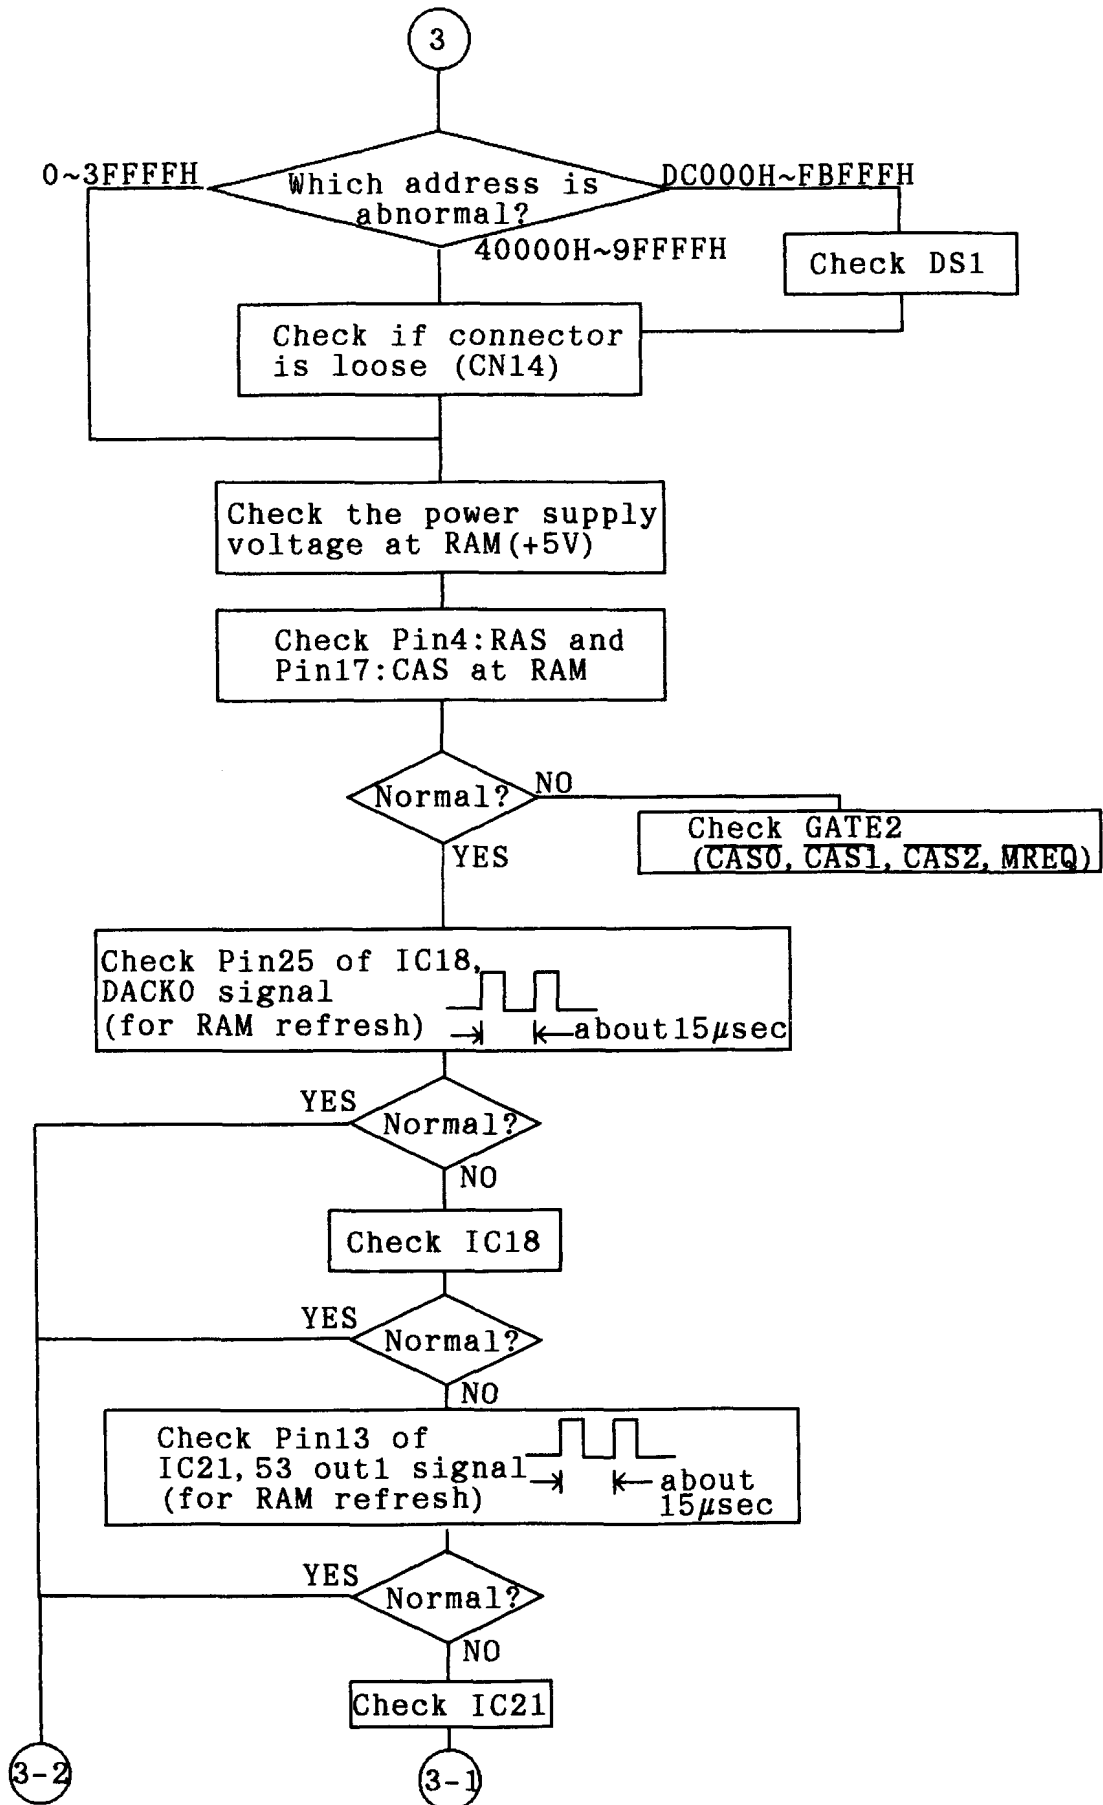 3
0~3FFFFH
Which address is
abnormal?
DC000H~FBFFFH
40000H~9FFFFH
Check DS1
Check if connector
is loose (CN14)
Check the power supply
voltage at RAM(+5V)
Check Pin4:RAS and
Pin17:CAS at RAM
Normal?
NO
YES
Check GATE2
(C̅A̅S̅0̅, C̅A̅S̅1̅, C̅A̅S̅2̅, M̅R̅E̅Q̅)
Check Pin25 of IC18,
DACK0 signal
(for RAM refresh)
about15μsec
YES
Normal?
NO
Check IC18
YES
Normal?
NO
Check Pin13 of
IC21,53 out1 signal
(for RAM refresh)
about
15μsec
YES
Normal?
NO
Check IC21
3-2
3-1